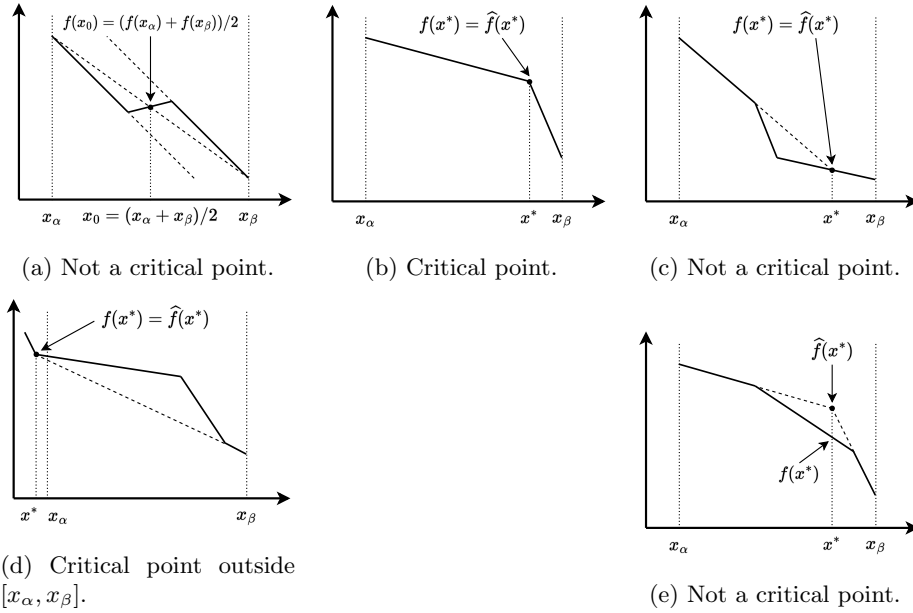 f(x₀) = (f(x_α) + f(x_β))/2
x_α
x₀ = (x_α + x_β)/2
x_β
(a) Not a critical point.
f(x*) = f̂(x*)
x_α
x*
x_β
(b) Critical point.
f(x*) = f̂(x*)
x_α
x*
x_β
(c) Not a critical point.
f(x*) = f̂(x*)
x*
x_α
x_β
(d) Critical point outside
[x_α, x_β].
f̂(x*)
f(x*)
x_α
x*
x_β
(e) Not a critical point.